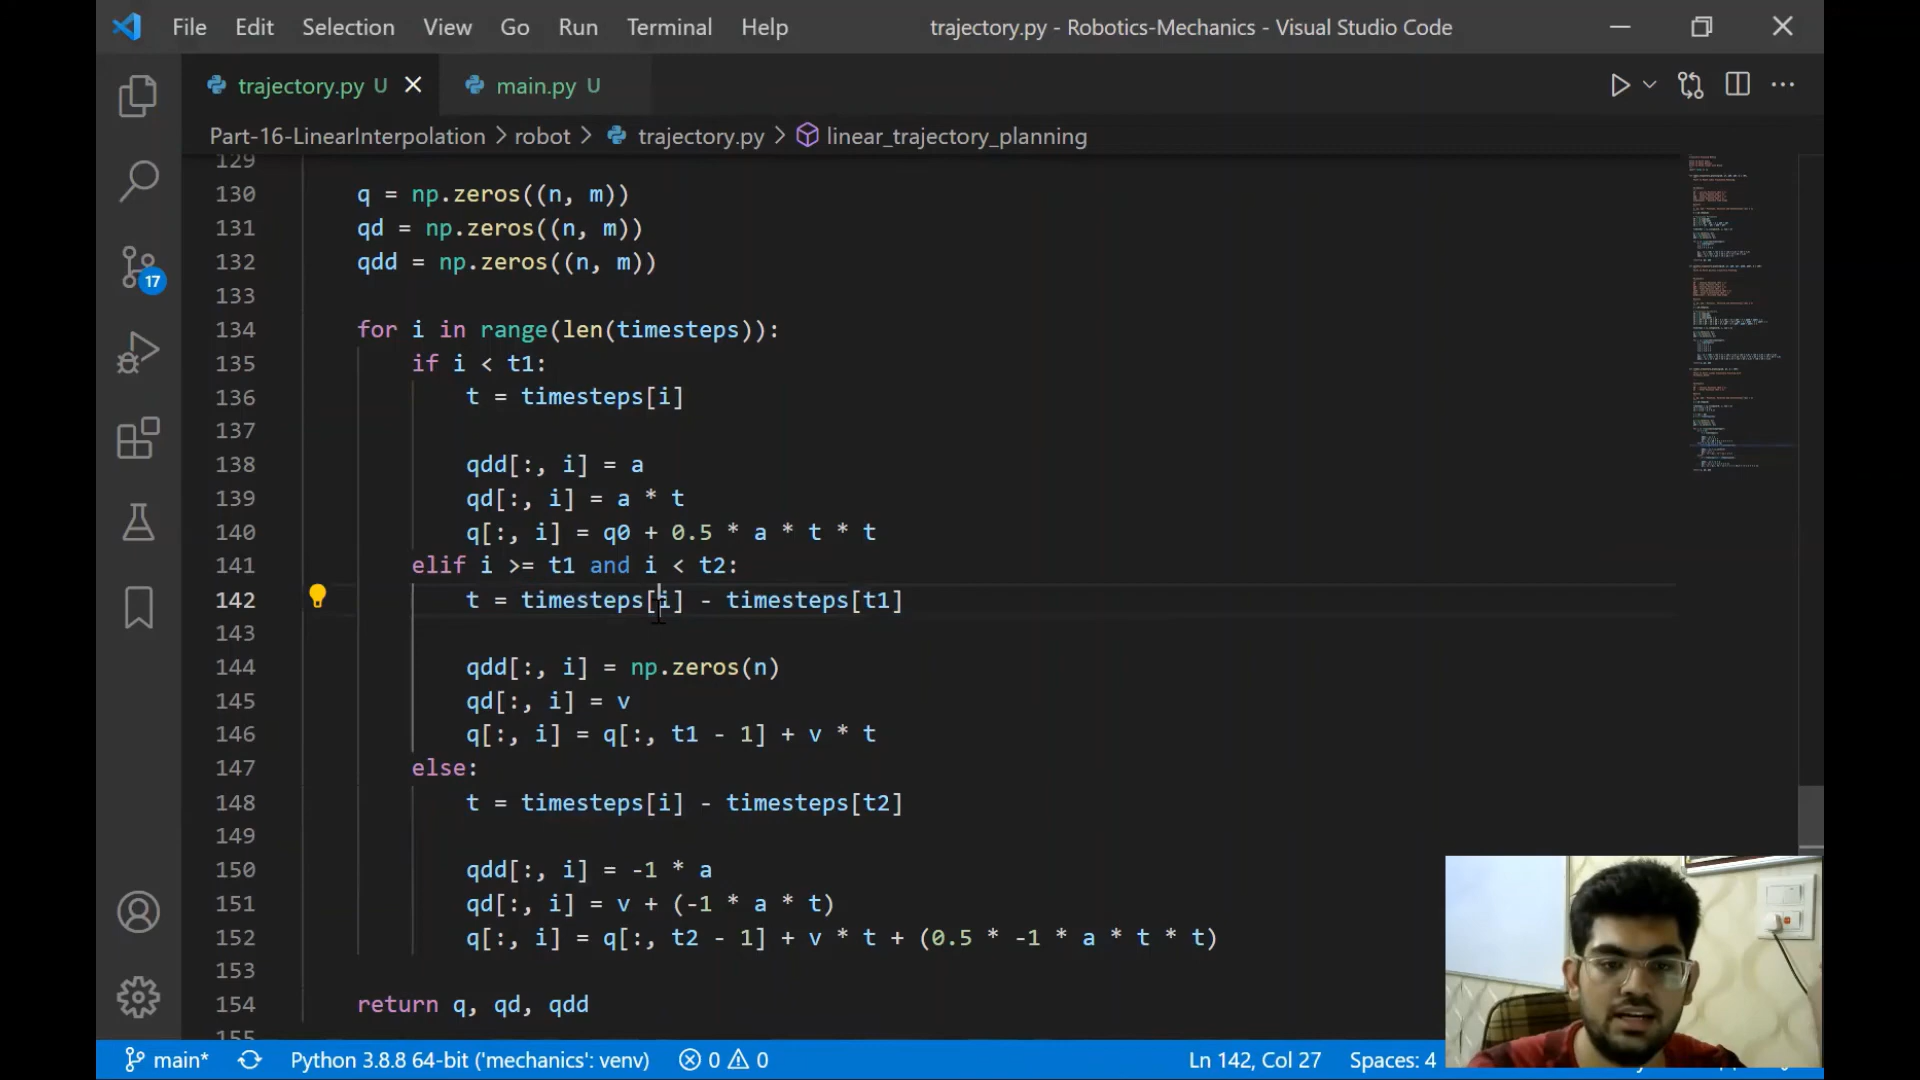 File Edit Selection View Go Run Terminal Help trajectory.py - Robotics-Mechanics - Visual Studio Code
trajectory.py U main.py U
Part-16-LinearInterpolation > robot > trajectory.py > linear_trajectory_planning
129
130 q = np.zeros((n, m))
131 qd = np.zeros((n, m))
132 qdd = np.zeros((n, m))
133
134 for i in range(len(timesteps)):
135 if i < t1:
136 t = timesteps[i]
137
138 qdd[:, i] = a
139 qd[:, i] = a * t
140 q[:, i] = q0 + 0.5 * a * t * t
141 elif i >= t1 and i < t2:
142 t = timesteps[i] - timesteps[t1]
143
144 qdd[:, i] = np.zeros(n)
145 qd[:, i] = v
146 q[:, i] = q[:, t1 - 1] + v * t
147 else:
148 t = timesteps[i] - timesteps[t2]
149
150 qdd[:, i] = -1 * a
151 qd[:, i] = v + (-1 * a * t)
152 q[:, i] = q[:, t2 - 1] + v * t + (0.5 * -1 * a * t * t)
153
154 return q, qd, qdd
155
17
main* Python 3.8.8 64-bit ('mechanics': venv) 0 0 Ln 142, Col 27 Spaces: 4